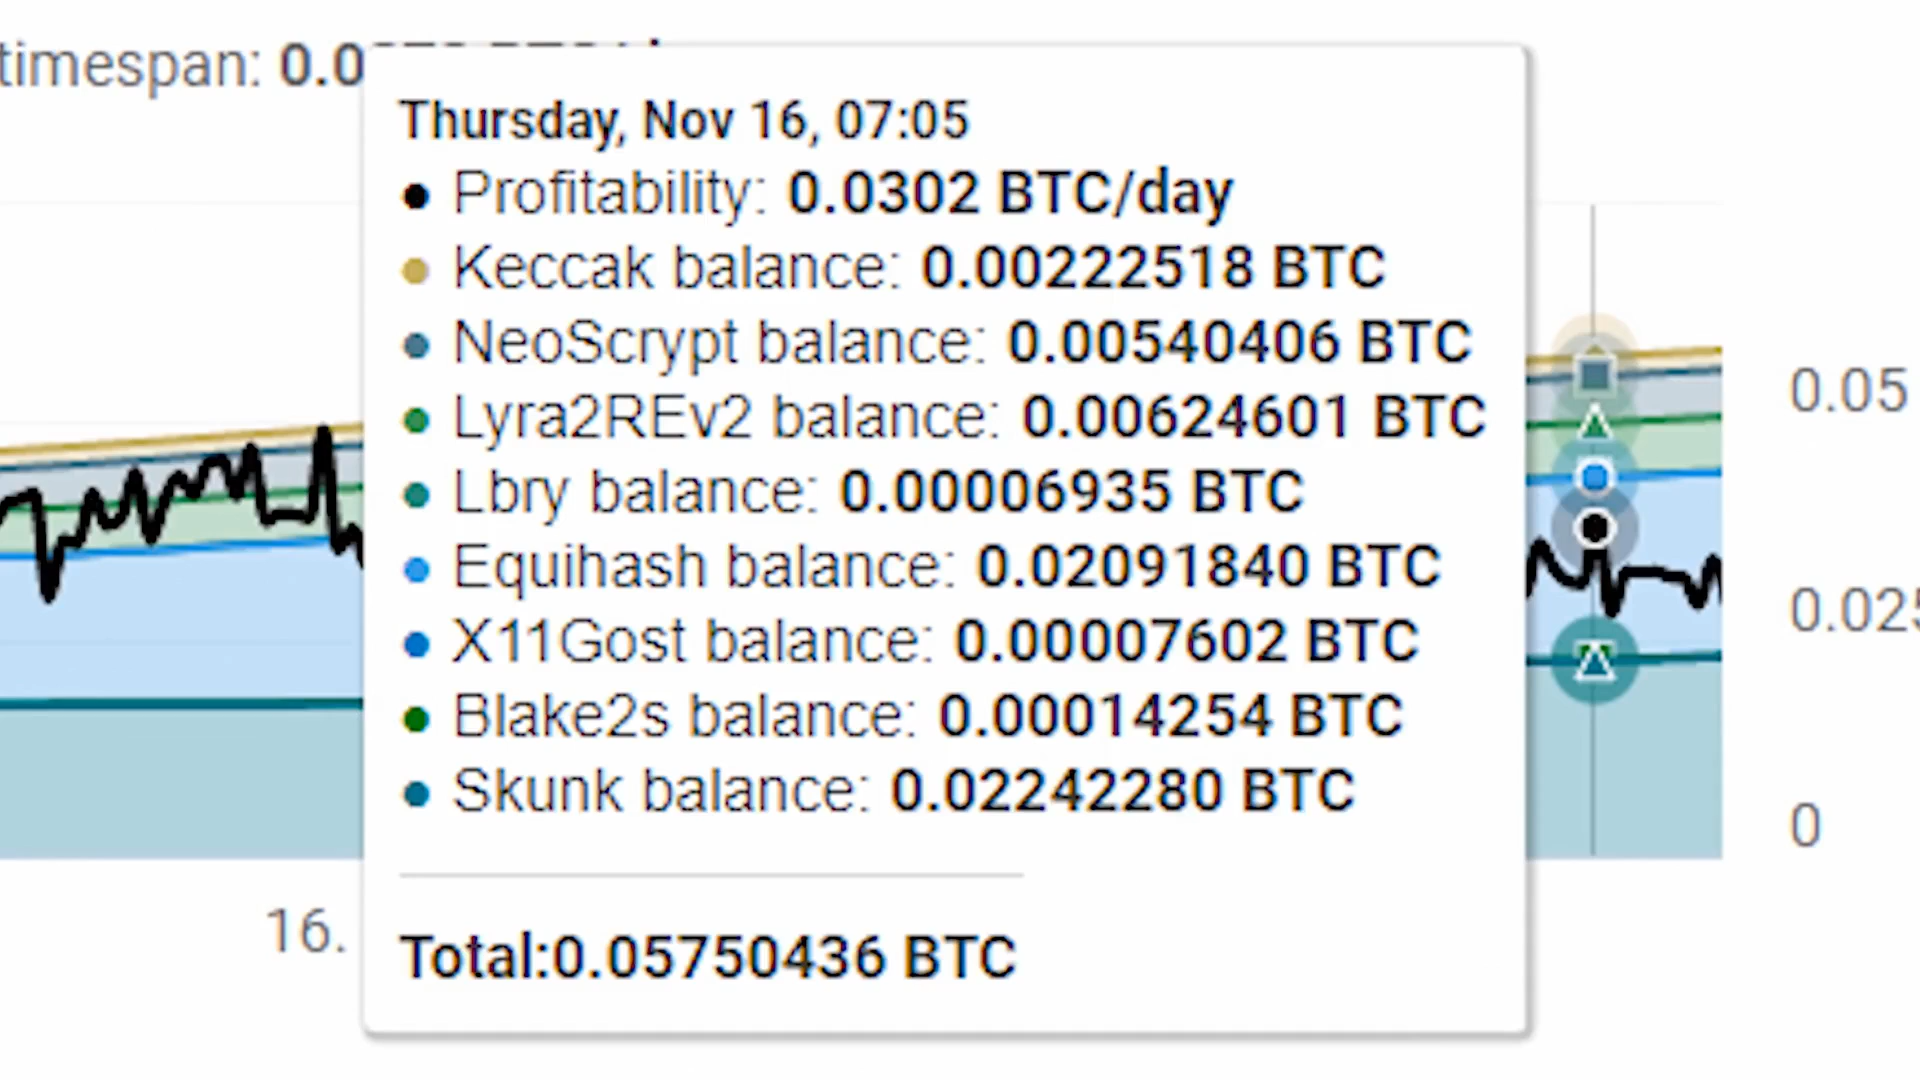 timespan: 0.0
Thursday, Nov 16, 07:05
Profitability: 0.0302 BTC/day
Keccak balance: 0.00222518 BTC
NeoScrypt balance: 0.00540406 BTC
Lyra2REv2 balance: 0.00624601 BTC
Lbry balance: 0.00006935 BTC
Equihash balance: 0.02091840 BTC
X11Gost balance: 0.00007602 BTC
Blake2s balance: 0.00014254 BTC
Skunk balance: 0.02242280 BTC
Total:0.05750436 BTC
0.05
0.025
0
16.